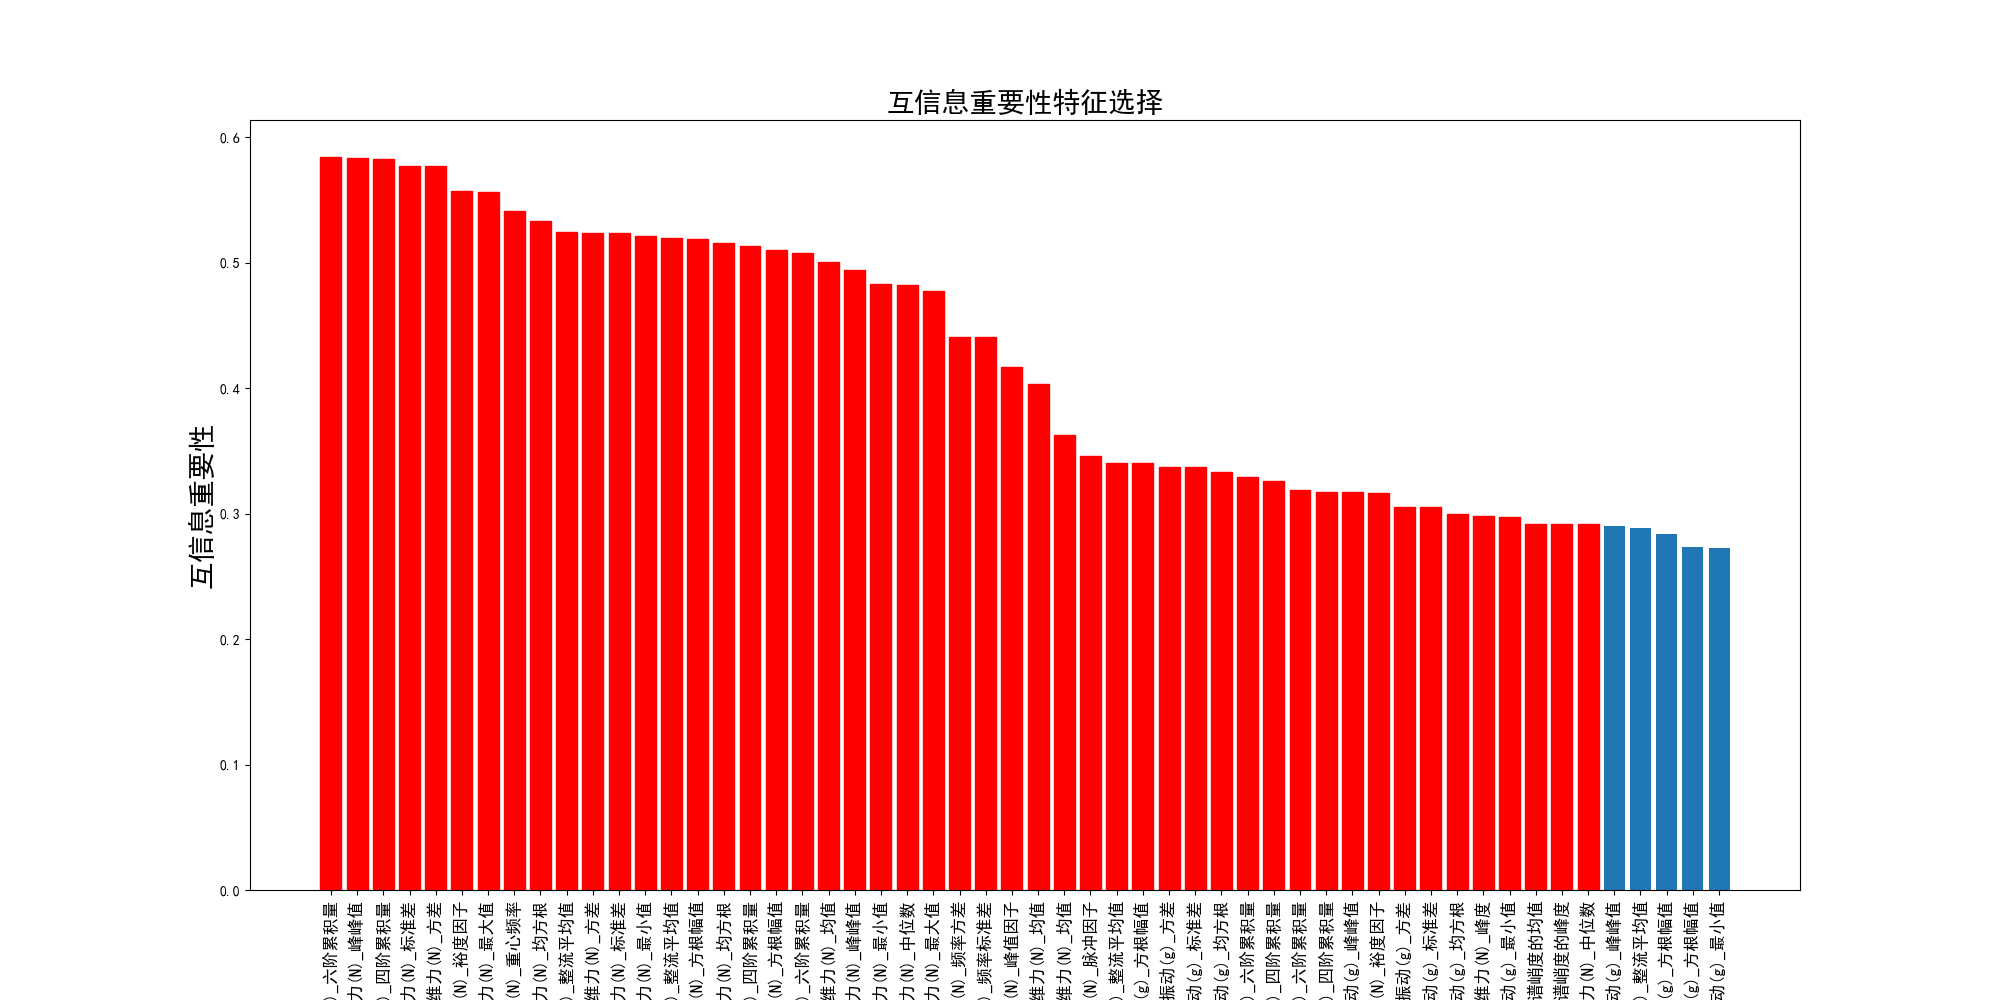 互信息重要性特征选择
互信息重要性
0.6
0.5
0.4
0.3
0.2
0.1
0.0
)_六阶累积量
力(N)_峰峰值
)_四阶累积量
力(N)_标准差
维力(N)_方差
(N)_裕度因子
力(N)_最大值
(N)_重心频率
力(N)_均方根
)_整流平均值
维力(N)_方差
力(N)_标准差
力(N)_最小值
)_整流平均值
(N)_方根幅值
力(N)_均方根
)_四阶累积量
(N)_方根幅值
)_六阶累积量
维力(N)_均值
力(N)_峰峰值
力(N)_最小值
力(N)_中位数
力(N)_最大值
(N)_频率方差
)_频率标准差
(N)_峰值因子
维力(N)_均值
维力(N)_均值
(N)_脉冲因子
)_整流平均值
(g)_方根幅值
振动(g)_方差
动(g)_标准差
动(g)_均方根
)_六阶累积量
)_四阶累积量
)_六阶累积量
)_四阶累积量
动(g)_峰峰值
(N)_裕度因子
振动(g)_方差
动(g)_标准差
动(g)_均方根
维力(N)_峰度
动(g)_最小值
谱峭度的均值
谱峭度的峰度
力(N)_中位数
动(g)_峰峰值
)_整流平均值
(g)_方根幅值
(g)_方根幅值
动(g)_最小值